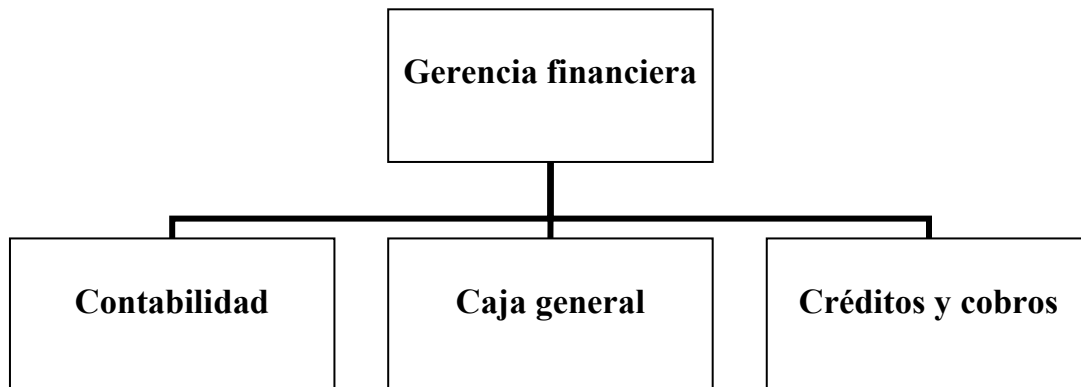 Gerencia financiera
Contabilidad
Caja general
Créditos y cobros